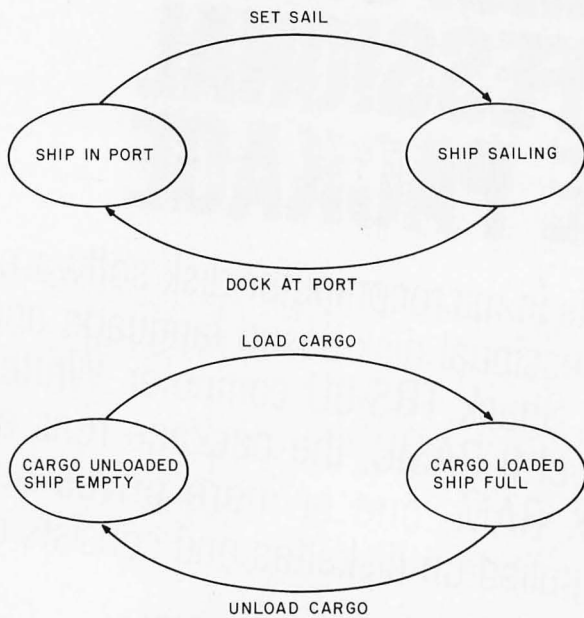 SET SAIL
SHIP IN PORT
SHIP SAILING
DOCK AT PORT
LOAD CARGO
CARGO UNLOADED
SHIP EMPTY
CARGO LOADED
SHIP FULL
UNLOAD CARGO